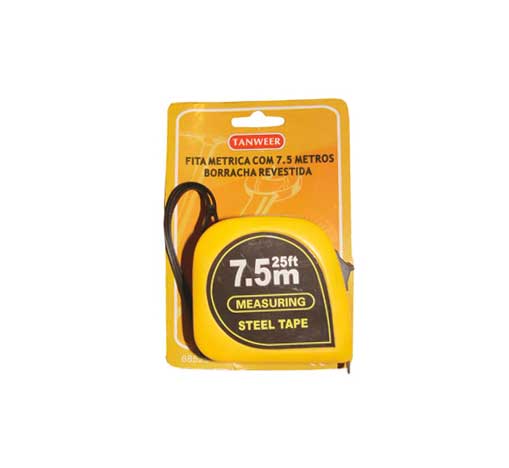 TANWEER
FITA METRICA COM 7.5 METROS
BORRACHA REVESTIDA
25ft
7.5m
MEASURING
STEEL TAPE